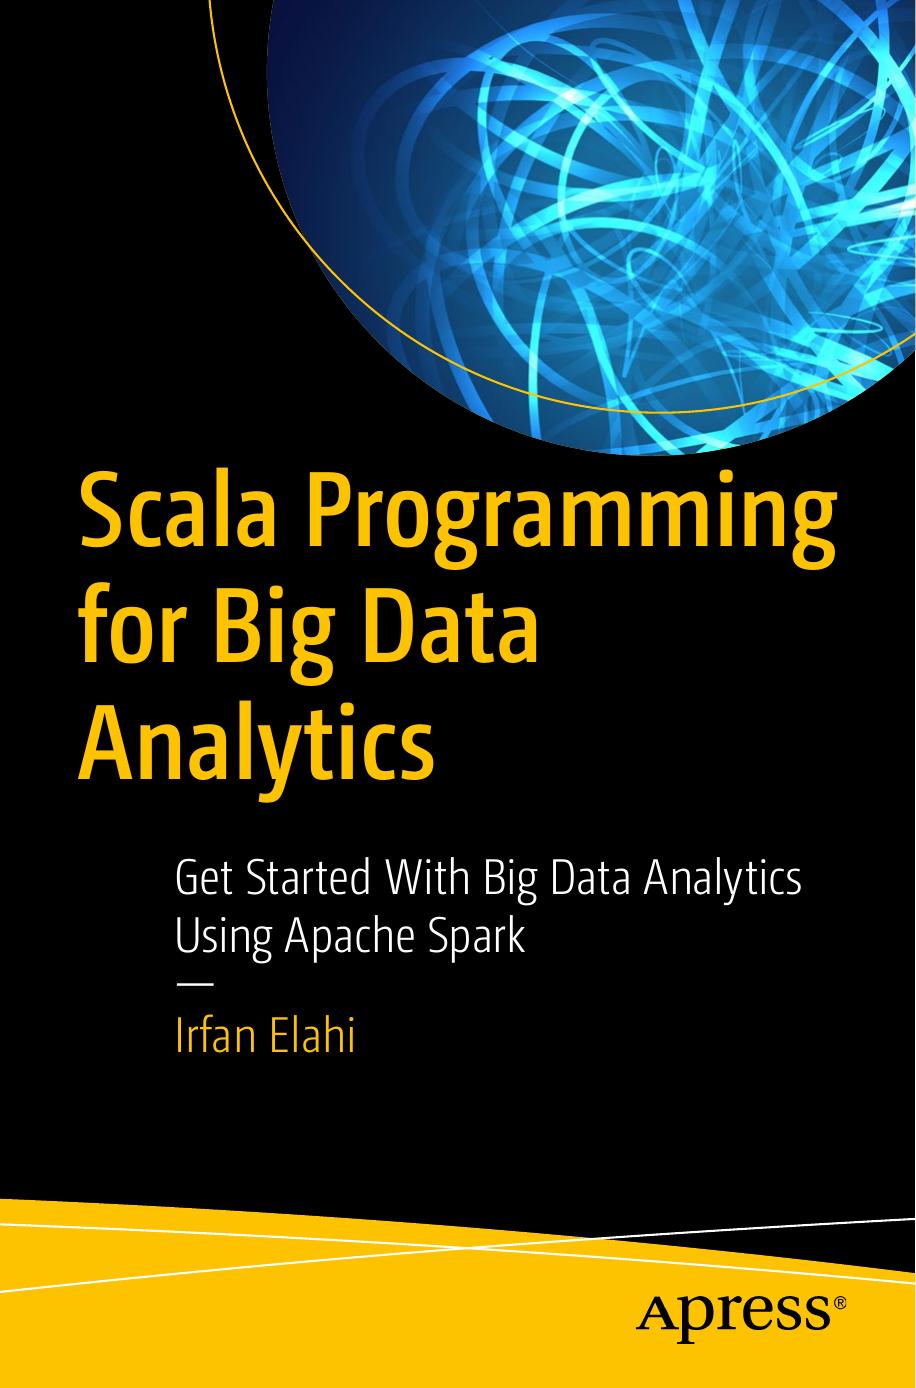 Scala Programming
for Big Data
Analytics
Get Started With Big Data Analytics
Using Apache Spark
—
Irfan Elahi
Apress®